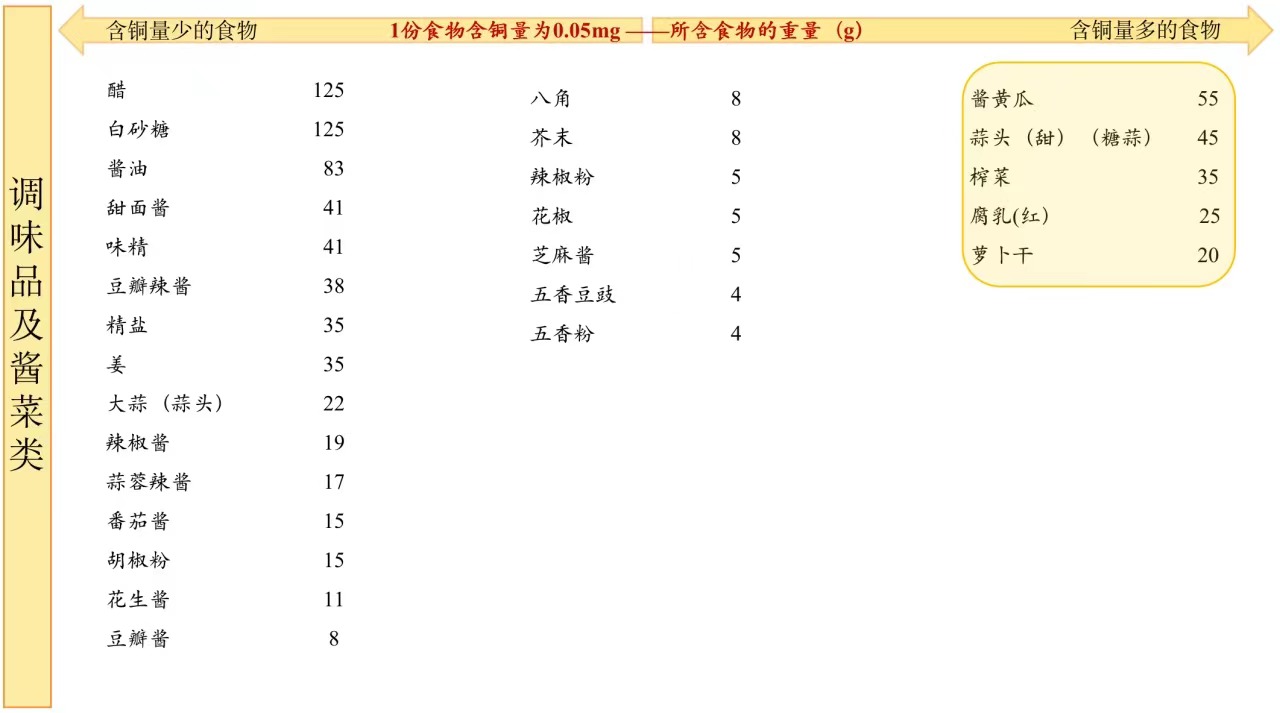 含铜量少的食物 1份食物含铜量为0.05mg ——所含食物的重量（g） 含铜量多的食物
调味品及酱菜类
醋 125
白砂糖 125
酱油 83
甜面酱 41
味精 41
豆瓣辣酱 38
精盐 35
姜 35
大蒜（蒜头） 22
辣椒酱 19
蒜蓉辣酱 17
番茄酱 15
胡椒粉 15
花生酱 11
豆瓣酱 8
八角 8
芥末 8
辣椒粉 5
花椒 5
芝麻酱 5
五香豆豉 4
五香粉 4
酱黄瓜 55
蒜头（甜）（糖蒜） 45
榨菜 35
腐乳(红） 25
萝卜干 20